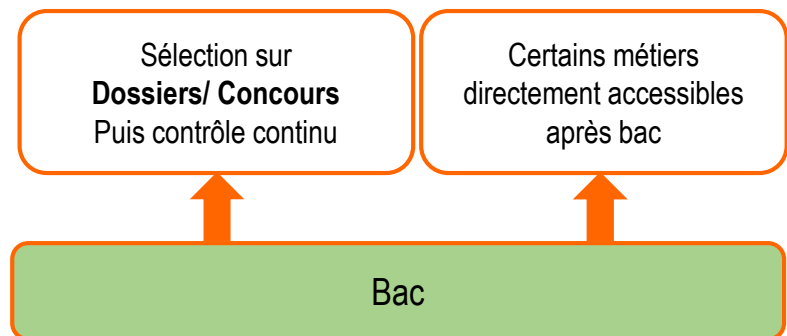 Sélection sur
Dossiers/ Concours
Puis contrôle continu
Certains métiers
directement accessibles
après bac
Bac